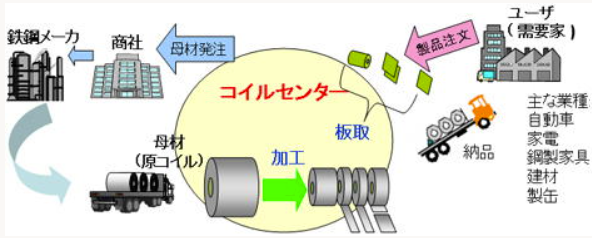 鉄鋼メーカ
商社
母材発注
製品注文
ユーザ
(需要家)
コイルセンター
板取
母材
(原コイル)
加工
納品
主な業種:
自動車
家電
鋼製家具
建材
製缶